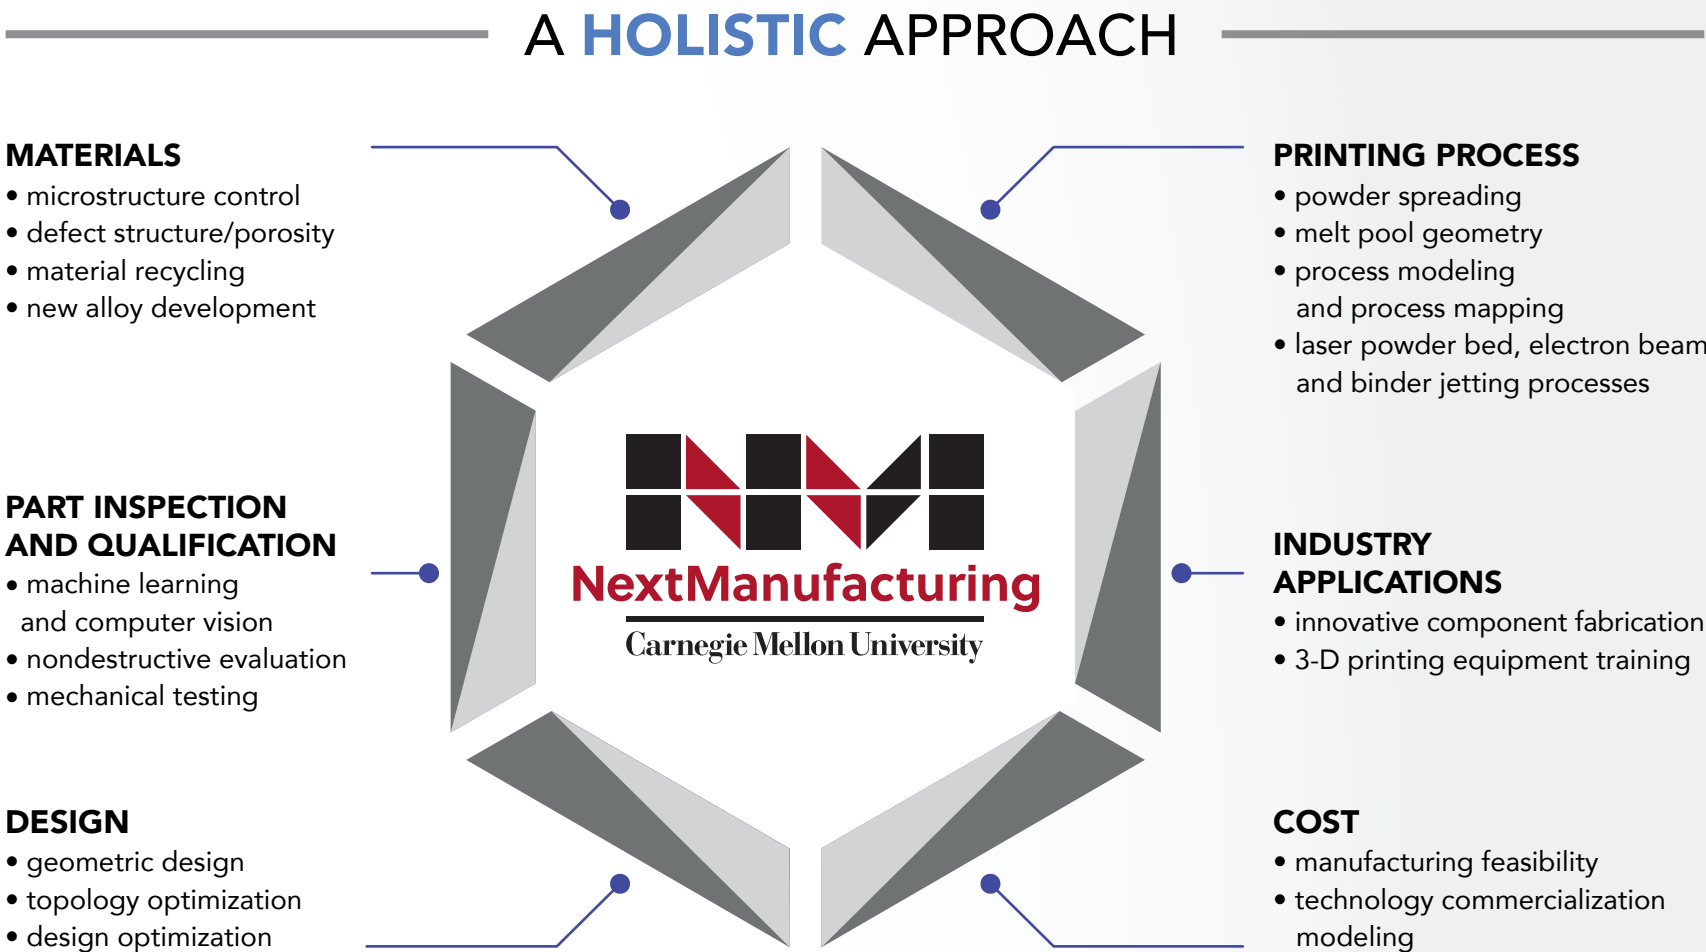 A HOLISTIC APPROACH
MATERIALS
• microstructure control
• defect structure/porosity
• material recycling
• new alloy development
PART INSPECTION
AND QUALIFICATION
• machine learning
and computer vision
• nondestructive evaluation
• mechanical testing
DESIGN
• geometric design
• topology optimization
• design optimization
NM
NextManufacturing
Carnegie Mellon University
PRINTING PROCESS
• powder spreading
• melt pool geometry
• process modeling
and process mapping
• laser powder bed, electron beam
and binder jetting processes
INDUSTRY
APPLICATIONS
• innovative component fabrication
• 3-D printing equipment training
COST
• manufacturing feasibility
• technology commercialization
modeling